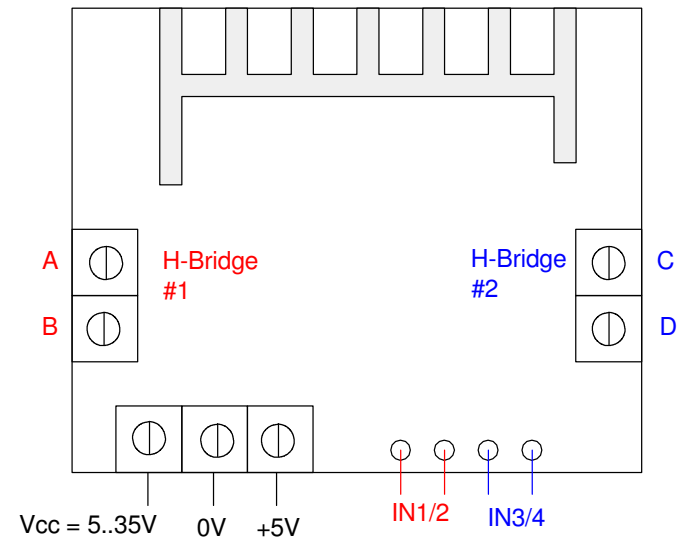 A
H-Bridge
#1
B
H-Bridge
#2
C
D
Vcc = 5..35V
0V
+5V
IN1/2
IN3/4